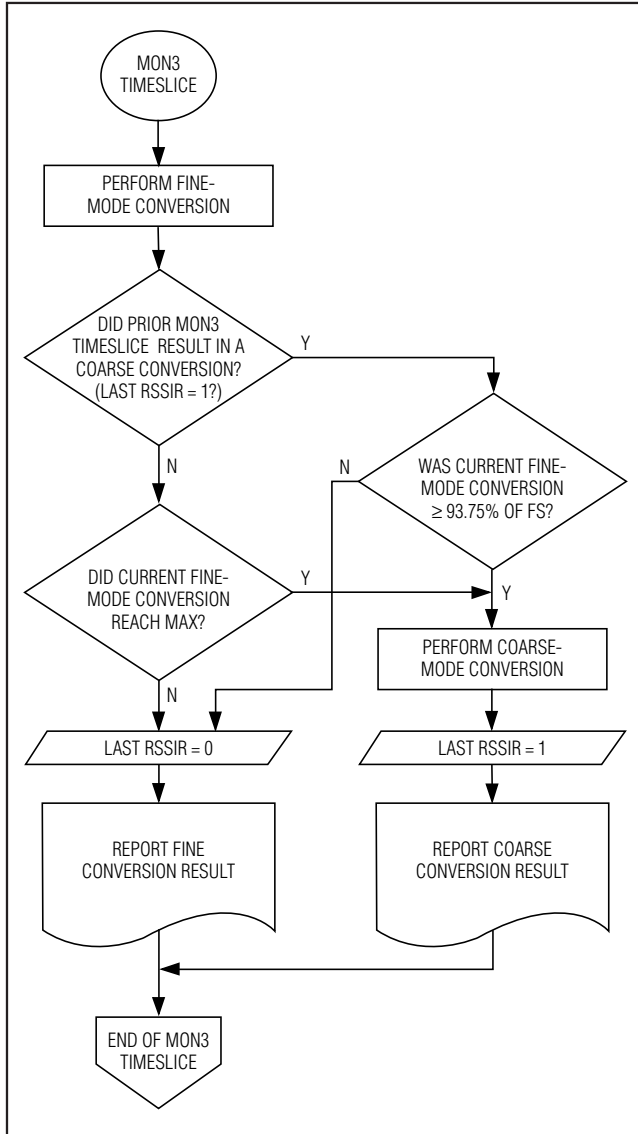 MON3
TIMESLICE
PERFORM FINE-
MODE CONVERSION
DID PRIOR MON3
TIMESLICE RESULT IN A
COARSE CONVERSION?
(LAST RSSIR = 1?)
Y
N
WAS CURRENT FINE-
MODE CONVERSION
≥ 93.75% OF FS?
N
Y
DID CURRENT FINE-
MODE CONVERSION
REACH MAX?
Y
N
PERFORM COARSE-
MODE CONVERSION
LAST RSSIR = 0
LAST RSSIR = 1
REPORT FINE
CONVERSION RESULT
REPORT COARSE
CONVERSION RESULT
END OF MON3
TIMESLICE